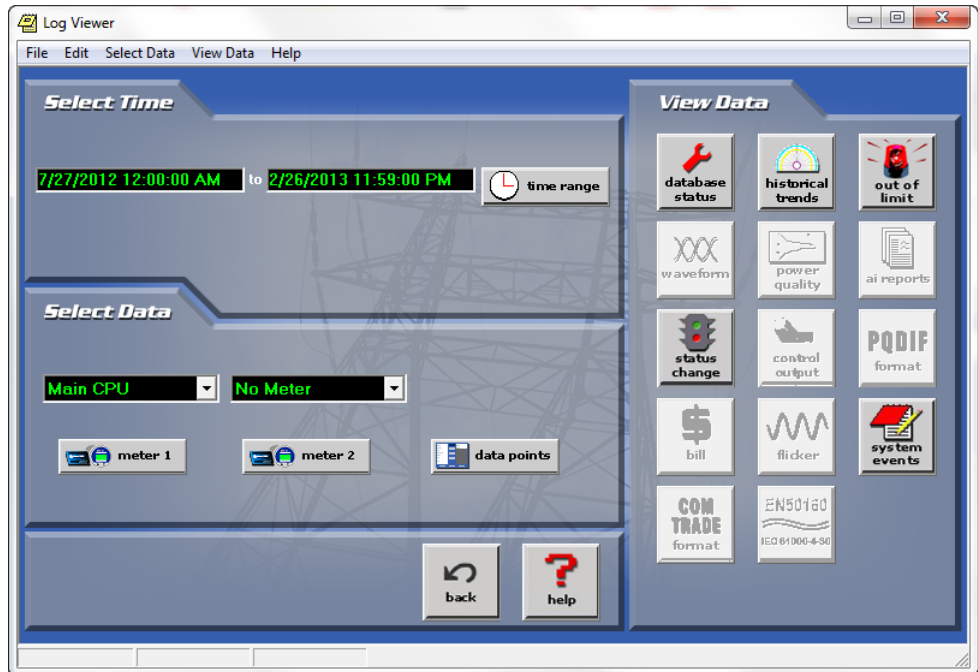 Log Viewer
File Edit Select Data View Data Help
Select Time
7/27/2012 12:00:00 AM to 2/26/2013 11:59:00 PM
time range
Select Data
Main CPU
No Meter
meter 1
meter 2
data points
back
help
View Data
database
status
historical
trends
out of
limit
waveform
power
quality
ai reports
status
change
control
output
PQDIF
format
bill
flicker
system
events
COM
TRADE
format
EN50160
IEC 61000-4-30